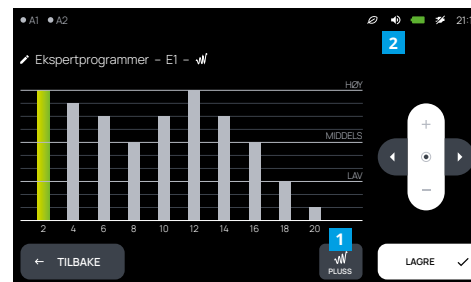 A1 A2 21:1
2
Ekspertprogrammer – E1 –
HØY
MIDDELS
LAV
2 4 6 8 10 12 14 16 18 20
1
← TILBAKE
PLUSS
LAGRE